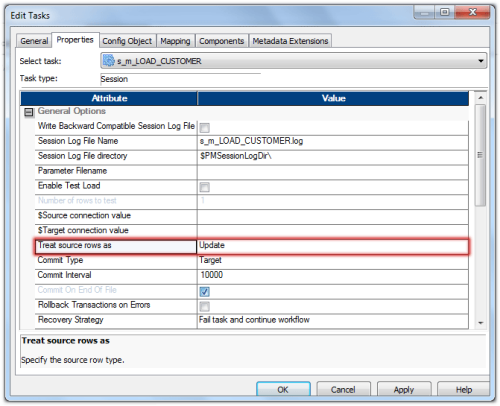 Edit Tasks
General Properties Config Object Mapping Components Metadata Extensions
Select task: s_m_LOAD_CUSTOMER
Task type: Session
Attribute Value
General Options
Write Backward Compatible Session Log File
Session Log File Name s_m_LOAD_CUSTOMER.log
Session Log File directory $PMSessionLogDir\
Parameter Filename
Enable Test Load
Number of rows to test 1
$Source connection value
$Target connection value
Treat source rows as Update
Commit Type Target
Commit Interval 10000
Commit On End Of File
Rollback Transactions on Errors
Recovery Strategy Fail task and continue workflow
Treat source rows as
Specify the source row type.
OK Cancel Apply Help